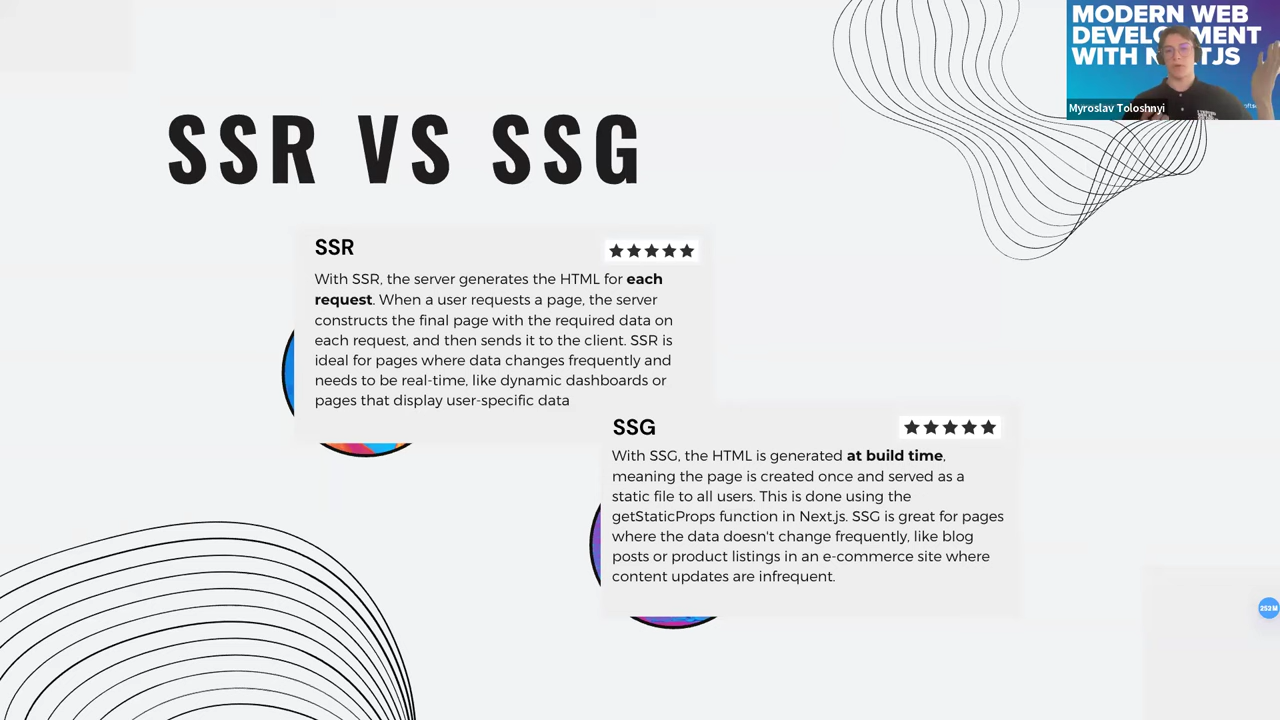 MODERN WEB
DEVELOPMENT
WITH NEXTJS
Myroslav Toloshnyi
SSR VS SSG
SSR
With SSR, the server generates the HTML for each
request. When a user requests a page, the server
constructs the final page with the required data on
each request, and then sends it to the client. SSR is
ideal for pages where data changes frequently and
needs to be real-time, like dynamic dashboards or
pages that display user-specific data
SSG
With SSG, the HTML is generated at build time,
meaning the page is created once and served as a
static file to all users. This is done using the
getStaticProps function in Next.js. SSG is great for pages
where the data doesn't change frequently, like blog
posts or product listings in an e-commerce site where
content updates are infrequent.